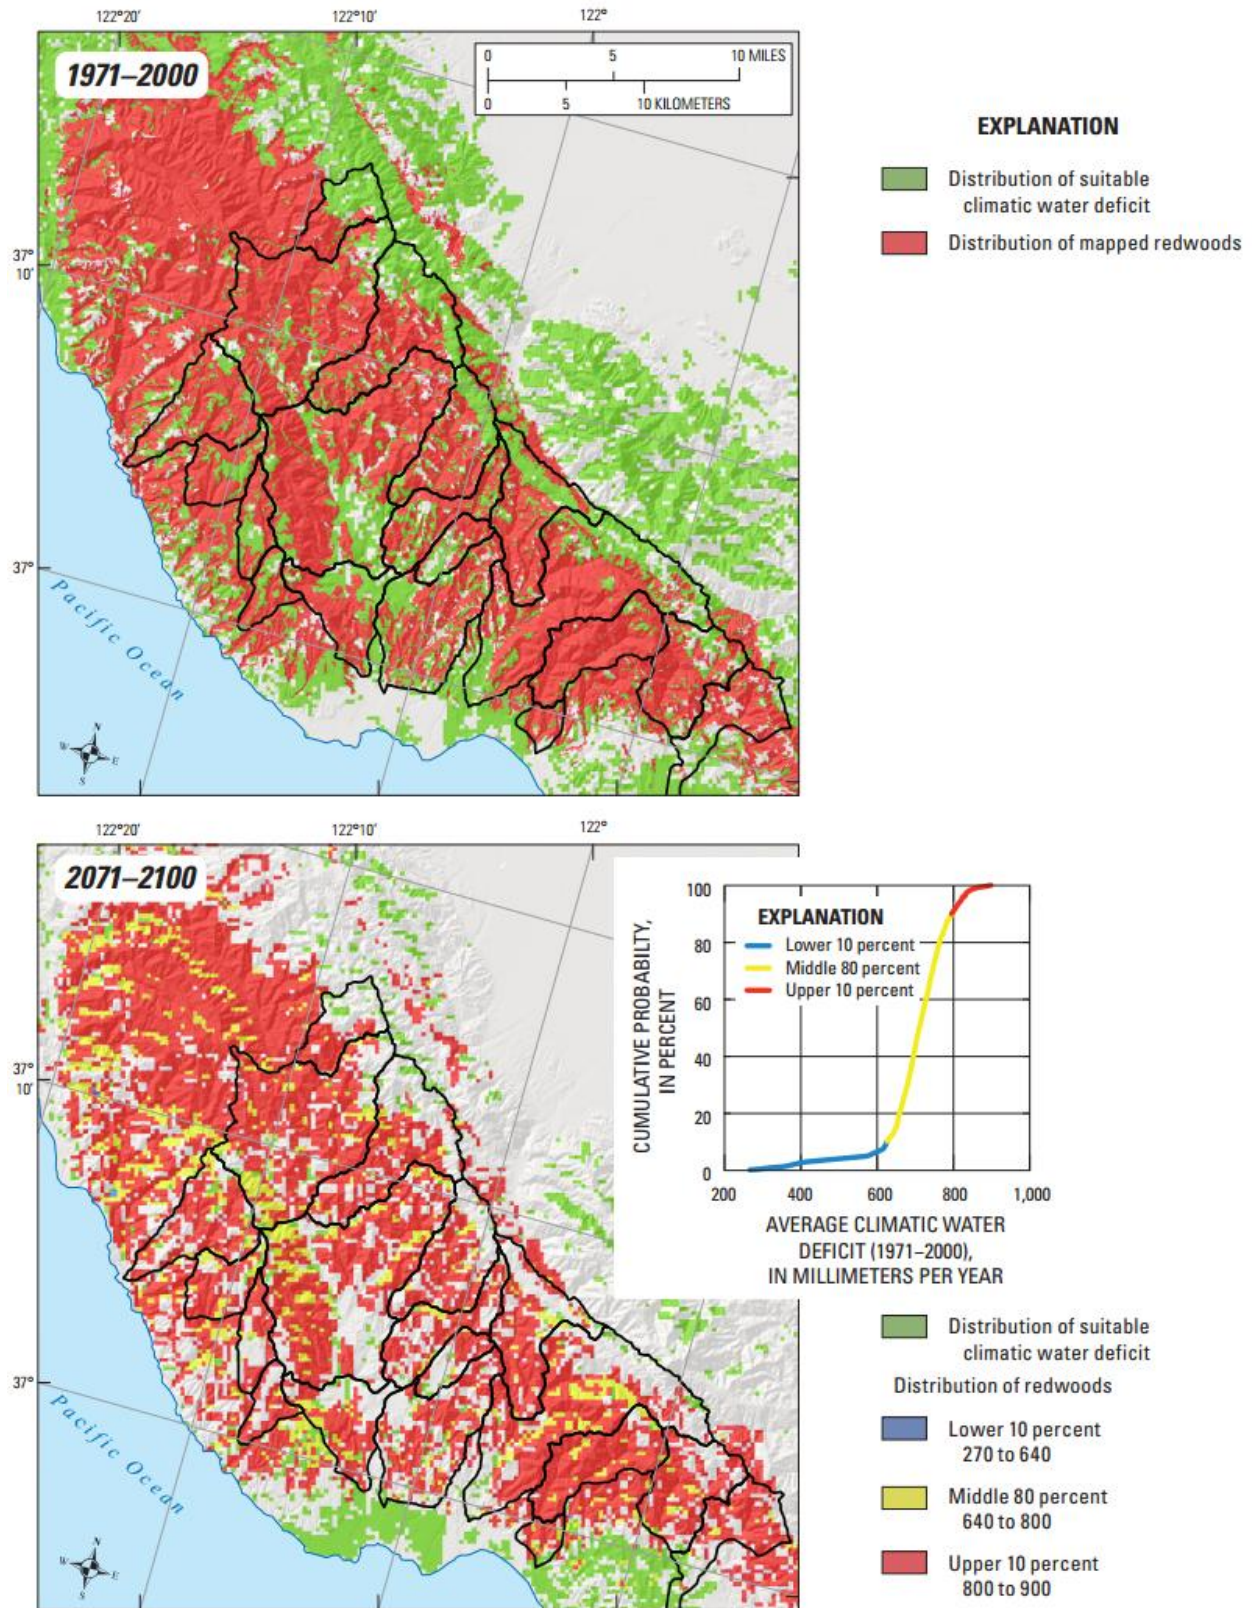 122°20'
122°10'
122°
1971–2000
0 5 10 MILES
0 5 10 KILOMETERS
37°
10'
37°
Pacific Ocean
N
W E
S
EXPLANATION
Distribution of suitable
climatic water deficit
Distribution of mapped redwoods
122°20'
122°10'
122°
2071–2100
37°
10'
37°
Pacific Ocean
N
W E
S
CUMULATIVE PROBABILTY,
IN PERCENT
100
80
60
40
20
0
EXPLANATION
Lower 10 percent
Middle 80 percent
Upper 10 percent
200 400 600 800 1,000
AVERAGE CLIMATIC WATER
DEFICIT (1971–2000),
IN MILLIMETERS PER YEAR
Distribution of suitable
climatic water deficit
Distribution of redwoods
Lower 10 percent
270 to 640
Middle 80 percent
640 to 800
Upper 10 percent
800 to 900